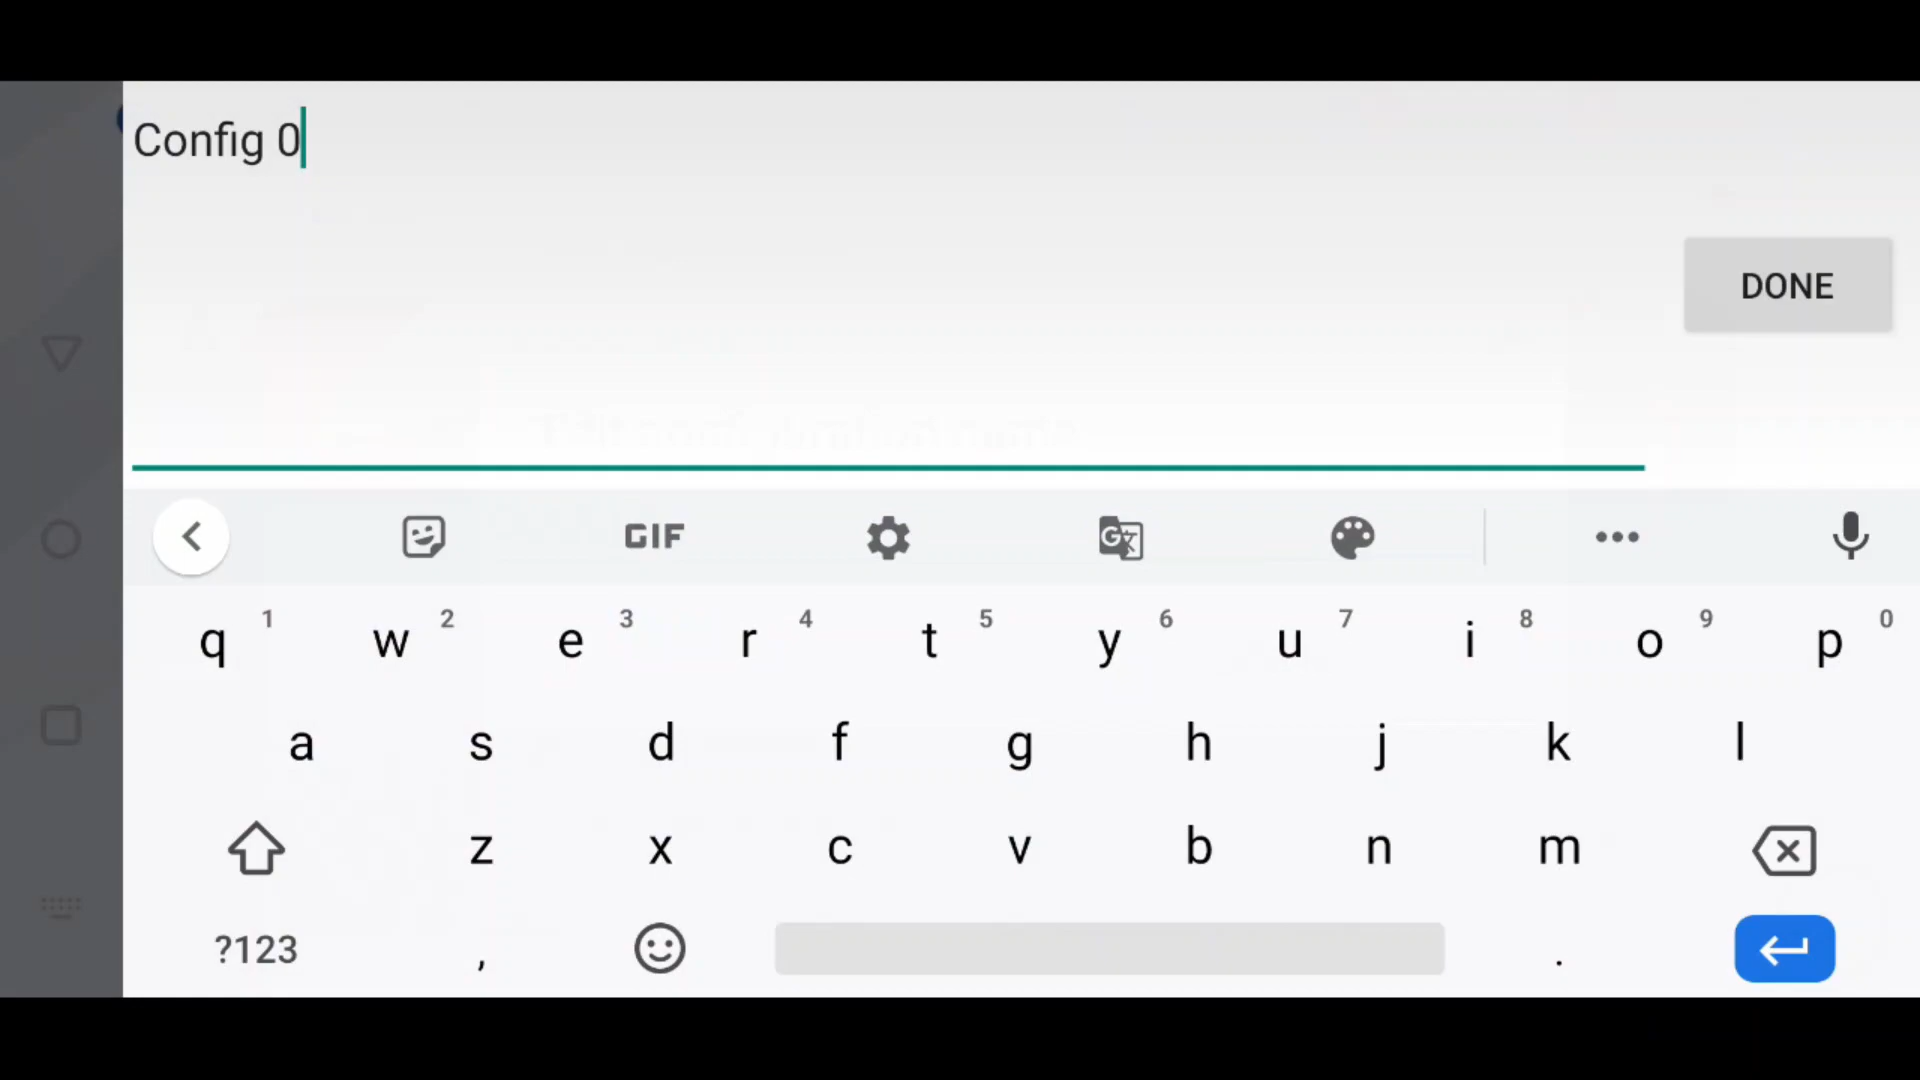 Config 0
DONE
GIF
G
q 1 w 2 e 3 r 4 t 5 y 6 u 7 i 8 o 9 p 0
a s d f g h j k l
z x c v b n m
?123 , .